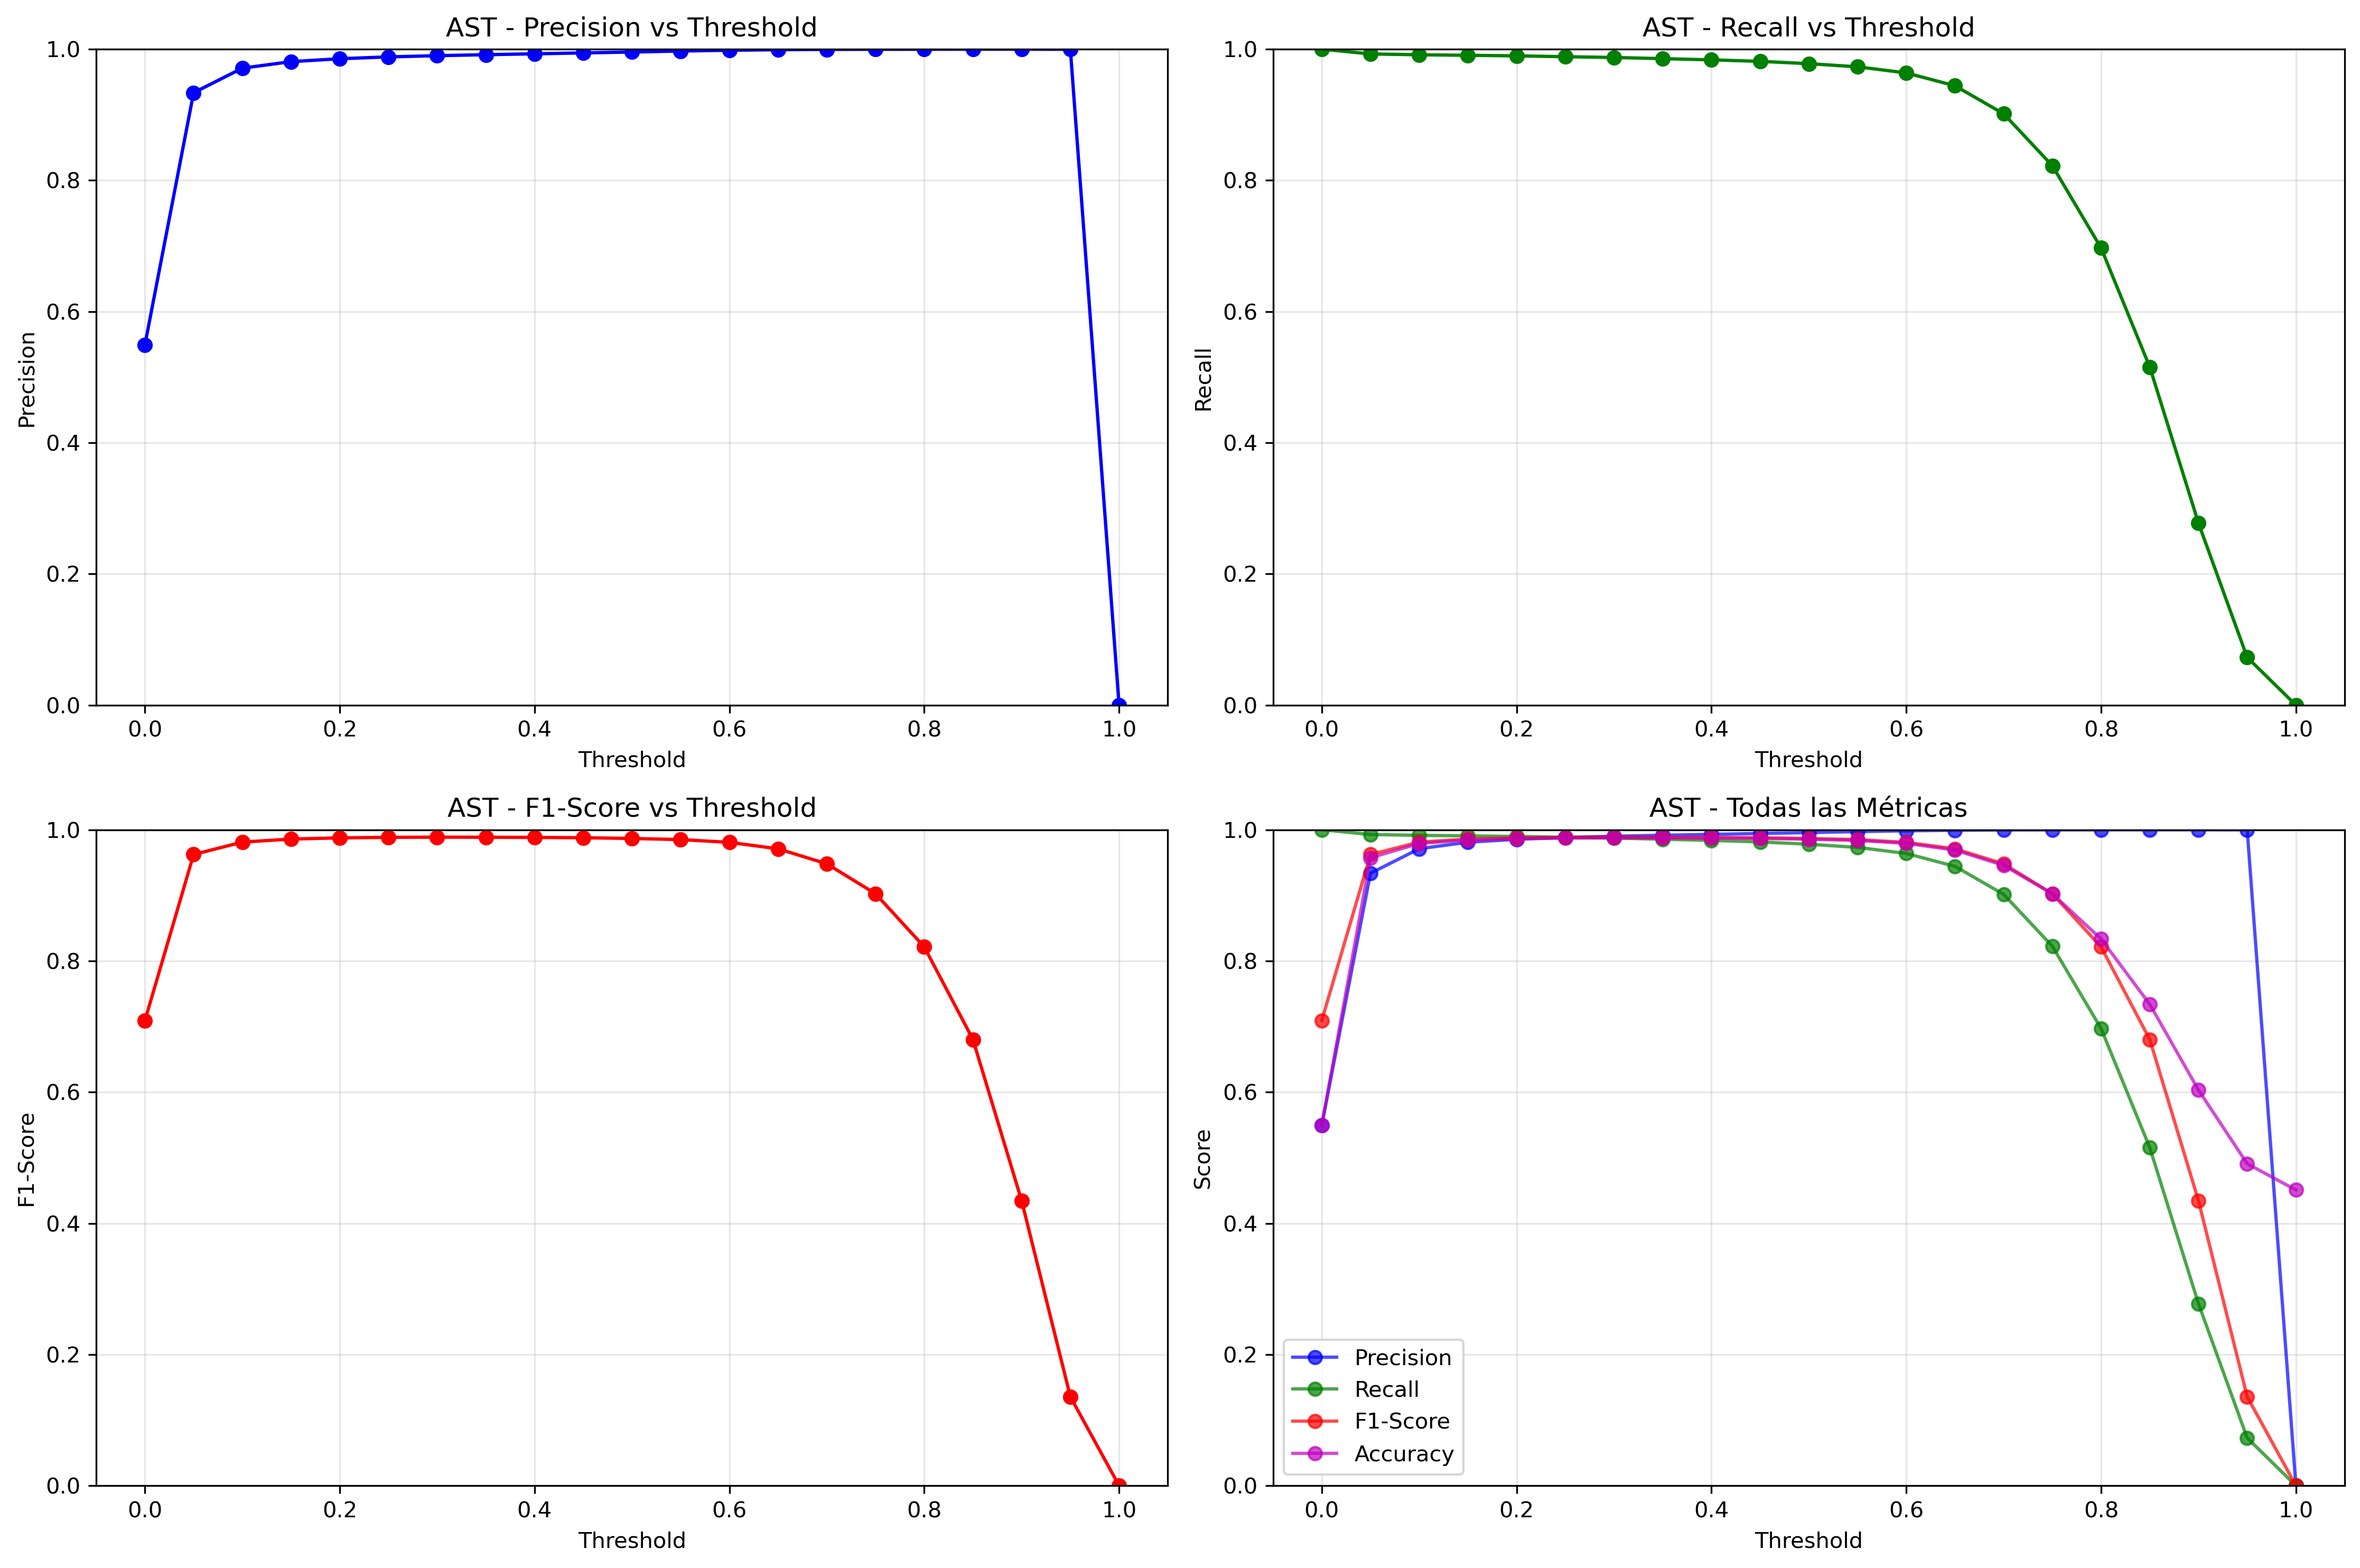 AST - Precision vs Threshold
1.0
0.8
0.6
0.4
0.2
0.0
Precision
0.0 0.2 0.4 0.6 0.8 1.0
Threshold
AST - Recall vs Threshold
1.0
0.8
0.6
0.4
0.2
0.0
Recall
0.0 0.2 0.4 0.6 0.8 1.0
Threshold
AST - F1-Score vs Threshold
1.0
0.8
0.6
0.4
0.2
0.0
F1-Score
0.0 0.2 0.4 0.6 0.8 1.0
Threshold
AST - Todas las Métricas
1.0
0.8
0.6
0.4
0.2
0.0
Score
Precision
Recall
F1-Score
Accuracy
0.0 0.2 0.4 0.6 0.8 1.0
Threshold